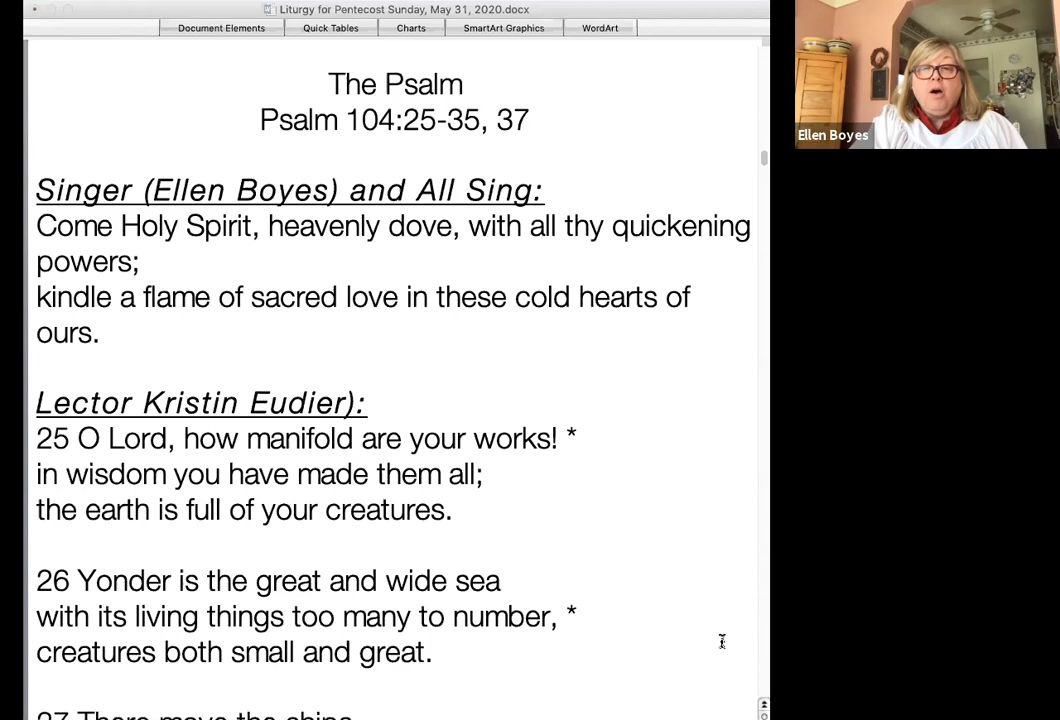 Liturgy for Pentecost Sunday, May 31, 2020.docx
Document Elements Quick Tables Charts SmartArt Graphics WordArt
The Psalm
Psalm 104:25-35, 37
Singer (Ellen Boyes) and All Sing:
Come Holy Spirit, heavenly dove, with all thy quickening
powers;
kindle a flame of sacred love in these cold hearts of
ours.
Lector Kristin Eudier):
25 O Lord, how manifold are your works! *
in wisdom you have made them all;
the earth is full of your creatures.
26 Yonder is the great and wide sea
with its living things too many to number, *
creatures both small and great.
27 There move the ships
Ellen Boyes